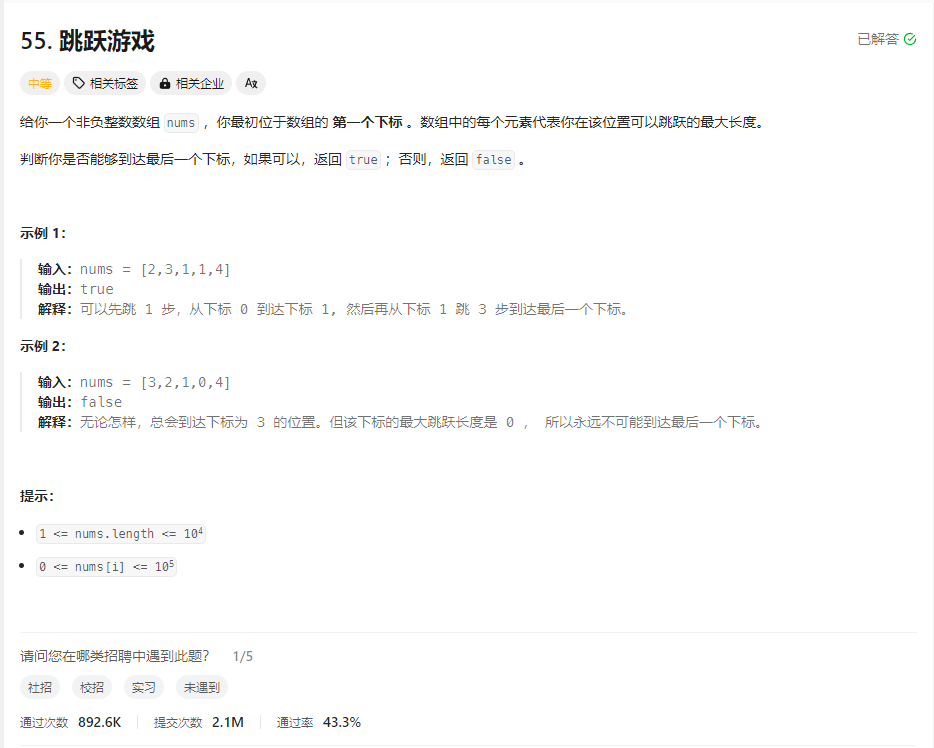 55. 跳跃游戏
已解答
中等 相关标签 相关企业 Aあ
给你一个非负整数数组 nums ，你最初位于数组的 第一个下标 。数组中的每个元素代表你在该位置可以跳跃的最大长度。
判断你是否能够到达最后一个下标，如果可以，返回 true ；否则，返回 false 。
示例 1：
输入：nums = [2,3,1,1,4]
输出：true
解释：可以先跳 1 步，从下标 0 到达下标 1, 然后再从下标 1 跳 3 步到达最后一个下标。
示例 2：
输入：nums = [3,2,1,0,4]
输出：false
解释：无论怎样，总会到达下标为 3 的位置。但该下标的最大跳跃长度是 0 ， 所以永远不可能到达最后一个下标。
提示：
1 <= nums.length <= 10⁴
0 <= nums[i] <= 10⁵
请问您在哪类招聘中遇到此题？ 1/5
社招 校招 实习 未遇到
通过次数 892.6K 提交次数 2.1M 通过率 43.3%